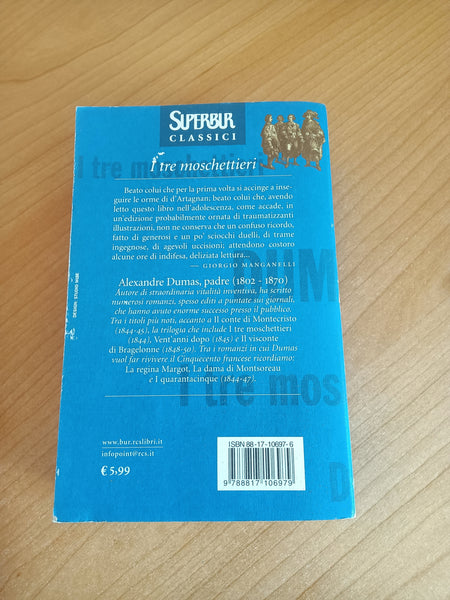 SUPERBUR
CLASSICI
I tre moschettieri
I tre moschettieri
Beato colui che per la prima volta si accinge a inse-
guire le orme di d'Artagnan; beato colui che, avendo
letto questo libro nell'adolescenza, come accade, in
un'edizione probabilmente ornata di traumatizzanti
illustrazioni, non ne conserva che un confuso ricordo,
fatto di generosi e un po' sciocchi duelli, di trame
ingegnose, di agevoli uccisioni: attendono costoro
alcune ore di indifesa, deliziata lettura...
— GIORGIO MANGANELLI
Alexandre Dumas, padre (1802 - 1870)
Autore di straordinaria vitalità inventiva, ha scritto
numerosi romanzi, spesso editi a puntate sui giornali,
che hanno avuto enorme successo presso il pubblico.
Tra i titoli più noti, accanto a Il conte di Montecristo
(1844-45), la trilogia che include I tre moschettieri
(1844), Vent'anni dopo (1845) e Il visconte
di Bragelonne (1848-50). Tra i romanzi in cui Dumas
vuol far rivivere il Cinquecento francese ricordiamo:
La regina Margot, La dama di Montsoreau
e I quarantacinque (1844-47).
I tre mos
www.bur.rcslibri.it
infopoint@rcs.it
€ 5,99
ISBN 88-17-10697-6
9 788817 106979